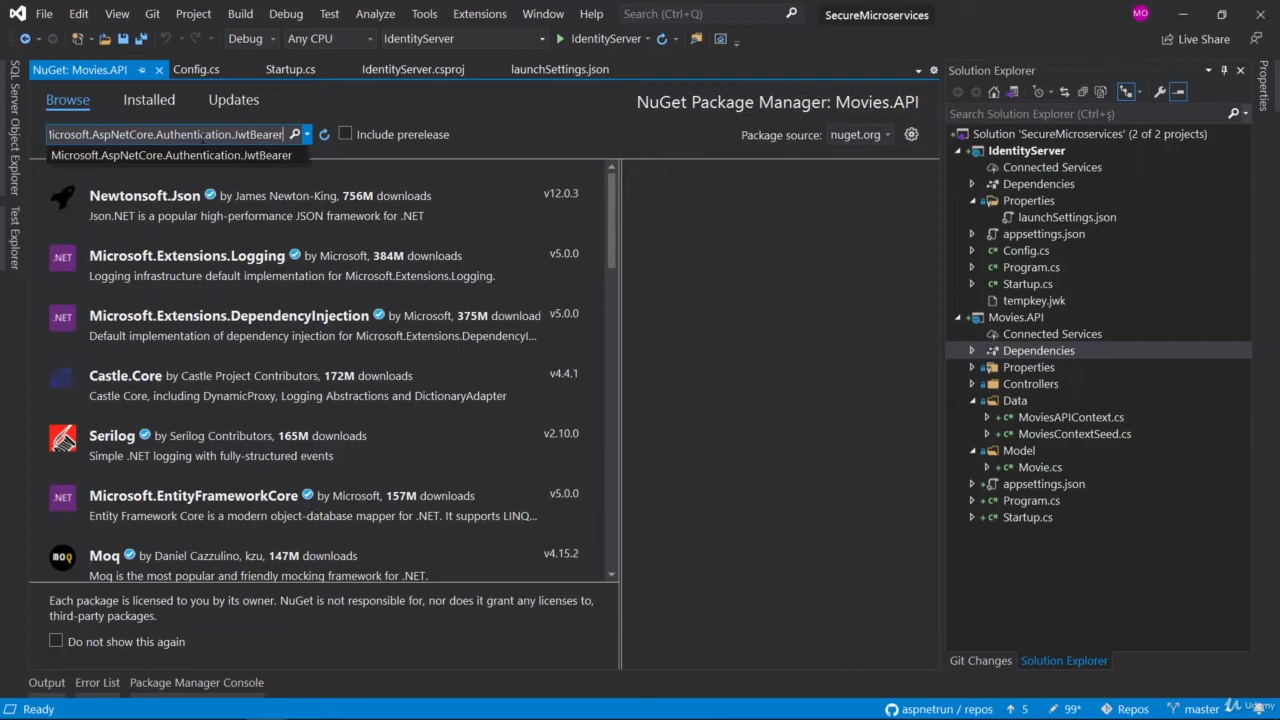 File Edit View Git Project Build Debug Test Analyze Tools Extensions Window Help Search (Ctrl+Q) SecureMicroservices MO
Debug Any CPU IdentityServer IdentityServer Live Share
SQL Server Object Explorer
Test Explorer
NuGet: Movies.API Config.cs Startup.cs IdentityServer.csproj launchSettings.json
Browse Installed Updates
NuGet Package Manager: Movies.API
icrosoft.AspNetCore.Authentication.JwtBearer Include prerelease Package source: nuget.org
Microsoft.AspNetCore.Authentication.JwtBearer
Newtonsoft.Json by James Newton-King, 756M downloads v12.0.3
Json.NET is a popular high-performance JSON framework for .NET
.NET Microsoft.Extensions.Logging by Microsoft, 384M downloads v5.0.0
Logging infrastructure default implementation for Microsoft.Extensions.Logging.
.NET Microsoft.Extensions.DependencyInjection by Microsoft, 375M download v5.0.0
Default implementation of dependency injection for Microsoft.Extensions.DependencyI...
Castle.Core by Castle Project Contributors, 172M downloads v4.4.1
Castle Core, including DynamicProxy, Logging Abstractions and DictionaryAdapter
Serilog by Serilog Contributors, 165M downloads v2.10.0
Simple .NET logging with fully-structured events
.NET Microsoft.EntityFrameworkCore by Microsoft, 157M downloads v5.0.0
Entity Framework Core is a modern object-database mapper for .NET. It supports LINQ...
MOQ Moq by Daniel Cazzulino, kzu, 147M downloads v4.15.2
Moq is the most popular and friendly mocking framework for .NET.
Each package is licensed to you by its owner. NuGet is not responsible for, nor does it grant any licenses to,
third-party packages.
Do not show this again
Solution Explorer
Search Solution Explorer (Ctrl+ş)
Solution 'SecureMicroservices' (2 of 2 projects)
IdentityServer
Connected Services
Dependencies
Properties
launchSettings.json
appsettings.json
Config.cs
Program.cs
Startup.cs
tempkey.jwk
Movies.API
Connected Services
Dependencies
Properties
Controllers
Data
MoviesAPIContext.cs
MoviesContextSeed.cs
Model
Movie.cs
appsettings.json
Program.cs
Startup.cs
Git Changes Solution Explorer
Properties
Output Error List Package Manager Console
Ready aspnetrun / repos 5 99* Repos master
Udemy